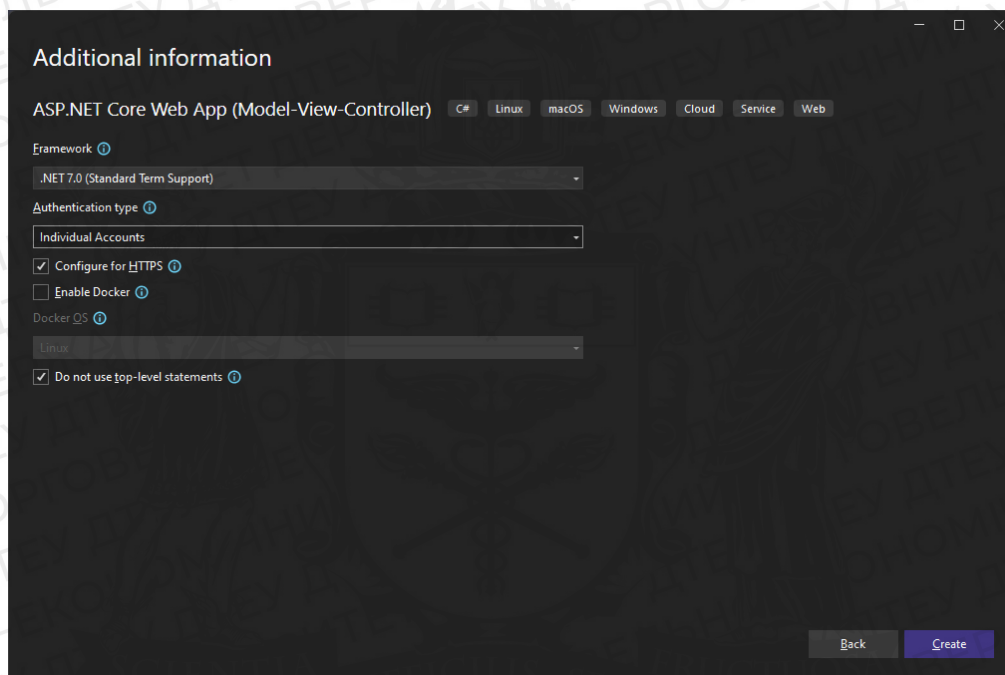 Additional information
ASP.NET Core Web App (Model-View-Controller) C# Linux macOS Windows Cloud Service Web
Framework
.NET 7.0 (Standard Term Support)
Authentication type
Individual Accounts
Configure for HTTPS
Enable Docker
Docker OS
Linux
Do not use top-level statements
Back Create